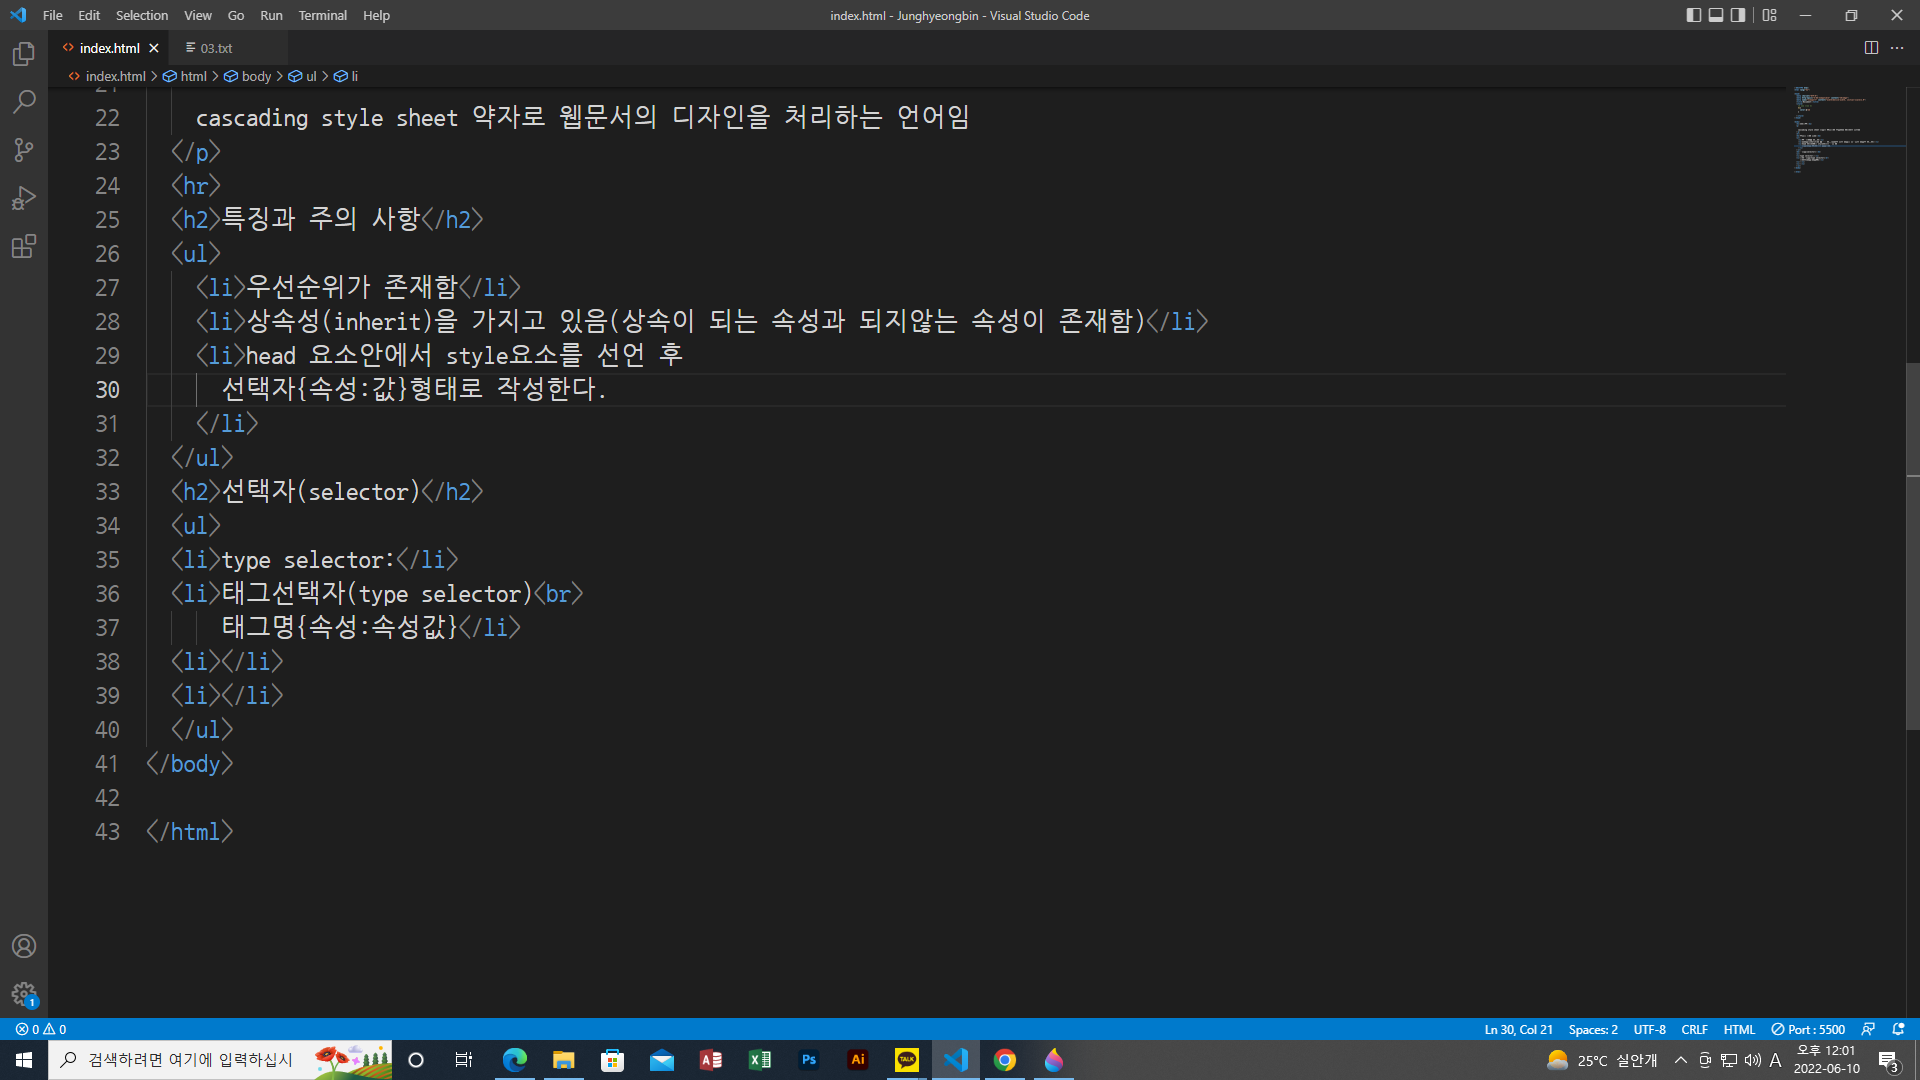 File Edit Selection View Go Run Terminal Help
index.html - Junghyeongbin - Visual Studio Code
index.html
03.txt
index.html > html > body > ul > li
21
22 cascading style sheet 약자로 웹문서의 디자인을 처리하는 언어임
23 </p>
24 <hr>
25 <h2>특징과 주의 사항</h2>
26 <ul>
27 <li>우선순위가 존재함</li>
28 <li>상속성(inherit)을 가지고 있음(상속이 되는 속성과 되지않는 속성이 존재함)</li>
29 <li>head 요소안에서 style요소를 선언 후
30 선택자{속성:값}형태로 작성한다.
31 </li>
32 </ul>
33 <h2>선택자(selector)</h2>
34 <ul>
35 <li>type selector:</li>
36 <li>태그선택자(type selector)<br>
37 태그명{속성:속성값}</li>
38 <li></li>
39 <li></li>
40 </ul>
41 </body>
42
43 </html>
1
0 0
Ln 30, Col 21 Spaces: 2 UTF-8 CRLF HTML Port : 5500
검색하려면 여기에 입력하십시
Ps
Ai
TALK
25°C 실안개
A
오후 12:01
2022-06-10
3